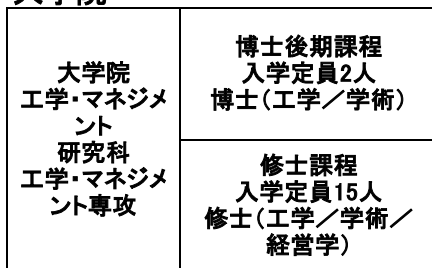 大学院
工学・マネジメ
ント
研究科
工学・マネジメ
ント専攻
博士後期課程
入学定員2人
博士（工学／学術）
修士課程
入学定員15人
修士（工学／学術／
経営学）